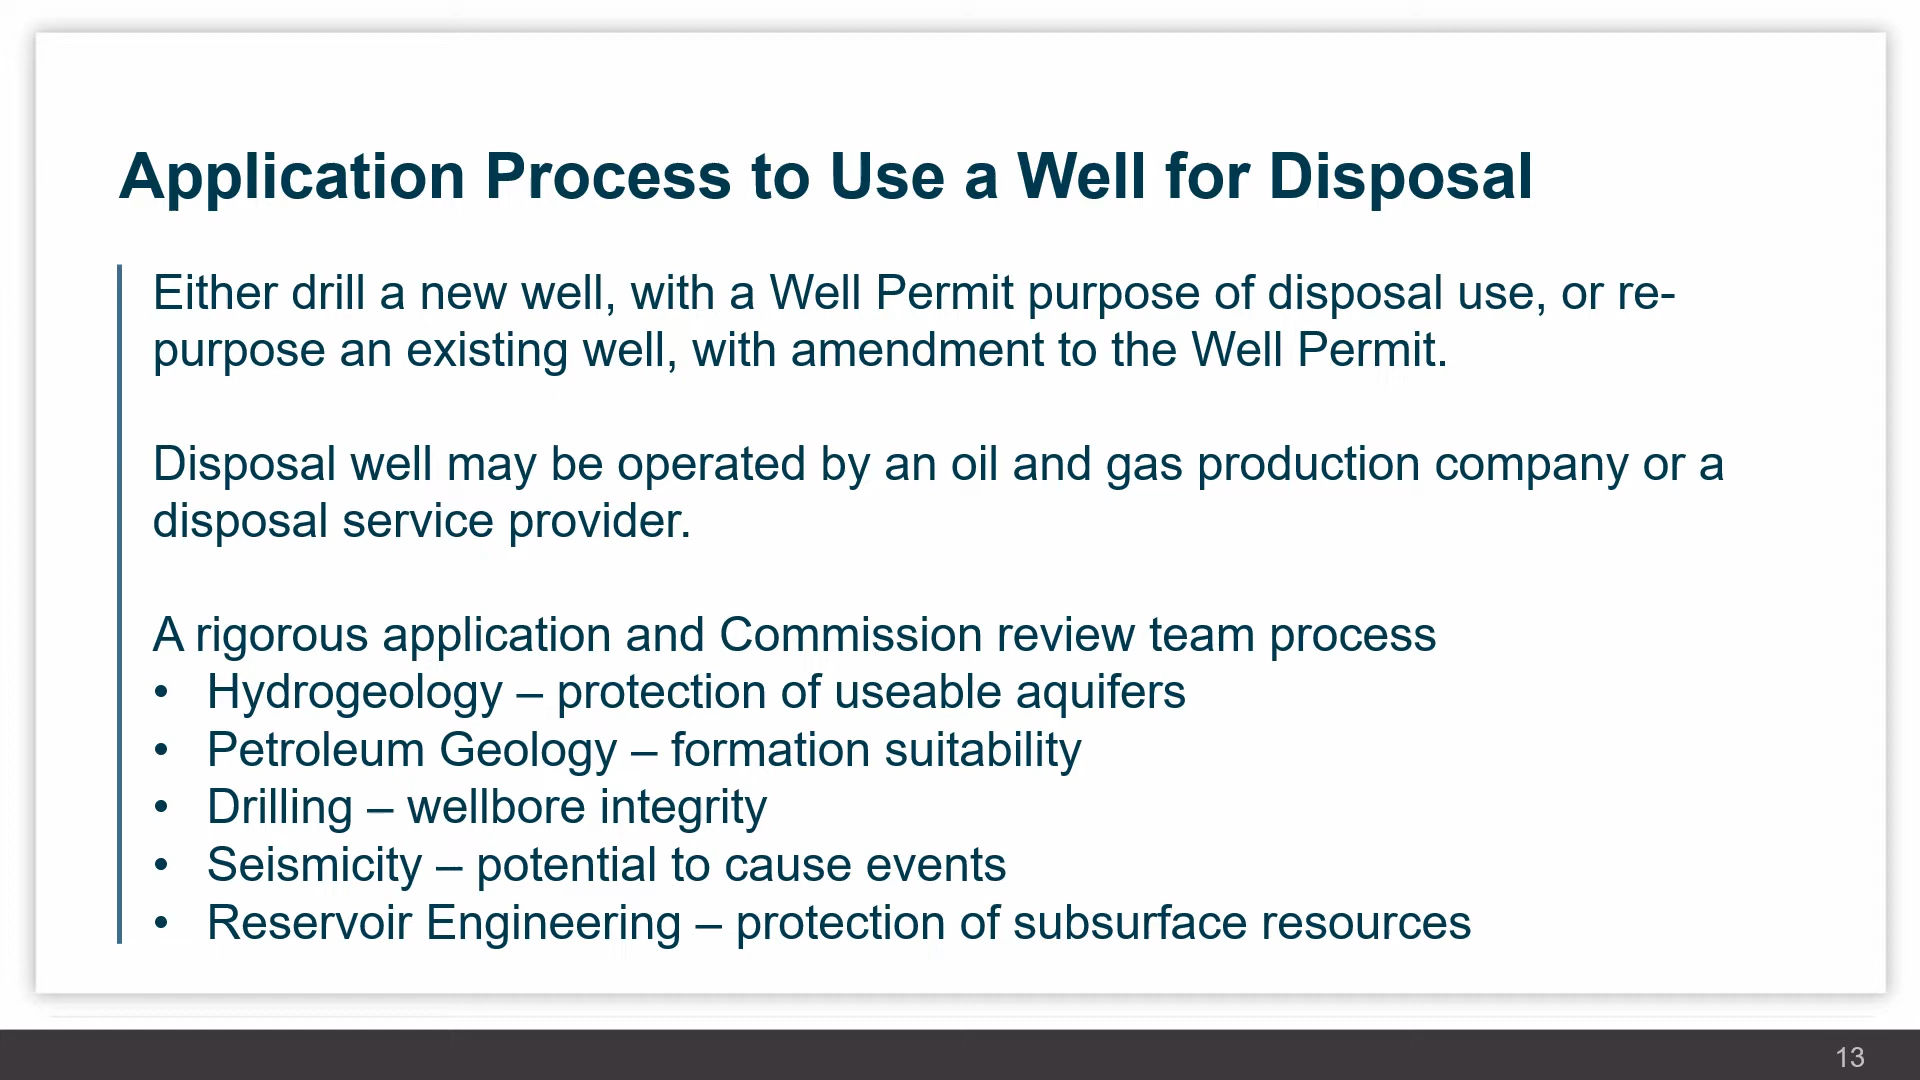 Application Process to Use a Well for Disposal
Either drill a new well, with a Well Permit purpose of disposal use, or re-
purpose an existing well, with amendment to the Well Permit.
Disposal well may be operated by an oil and gas production company or a
disposal service provider.
A rigorous application and Commission review team process
• Hydrogeology – protection of useable aquifers
• Petroleum Geology – formation suitability
• Drilling – wellbore integrity
• Seismicity – potential to cause events
• Reservoir Engineering – protection of subsurface resources
13